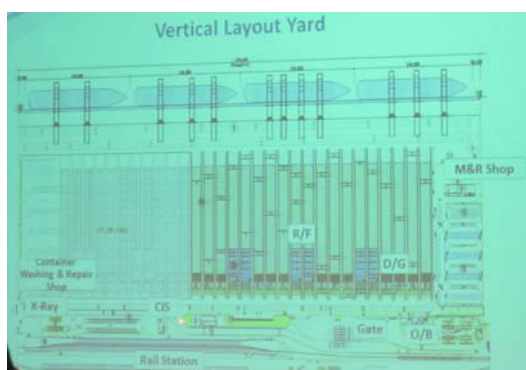 Vertical Layout Yard
M&R Shop
R/F
D/G
Container
Washing & Repair
Shop
X-Ray
CIS
Gate
O/B
Rail Station